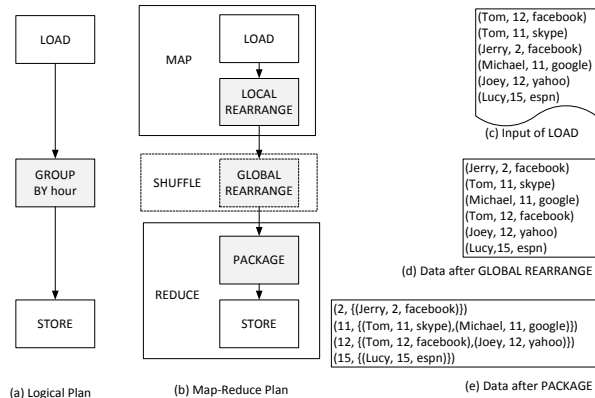 LOAD
GROUP
BY hour
STORE
(a) Logical Plan
MAP
LOAD
LOCAL
REARRANGE
SHUFFLE
GLOBAL
REARRANGE
REDUCE
PACKAGE
STORE
(b) Map-Reduce Plan
(Tom, 12, facebook)
(Tom, 11, skype)
(Jerry, 2, facebook)
(Michael, 11, google)
(Joey, 12, yahoo)
(Lucy,15, espn)
(c) Input of LOAD
(Jerry, 2, facebook)
(Tom, 11, skype)
(Michael, 11, google)
(Tom, 12, facebook)
(Joey, 12, yahoo)
(Lucy,15, espn)
(d) Data after GLOBAL REARRANGE
(2, {(Jerry, 2, facebook)})
(11, {(Tom, 11, skype),(Michael, 11, google)})
(12, {(Tom, 12, facebook),(Joey, 12, yahoo)})
(15, {(Lucy, 15, espn)})
(e) Data after PACKAGE